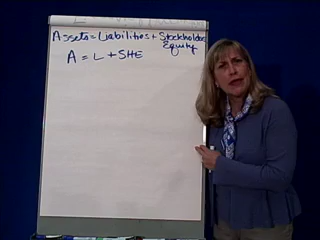 Assets = Liabilities + Stockholders
Equity
A = L + SHE